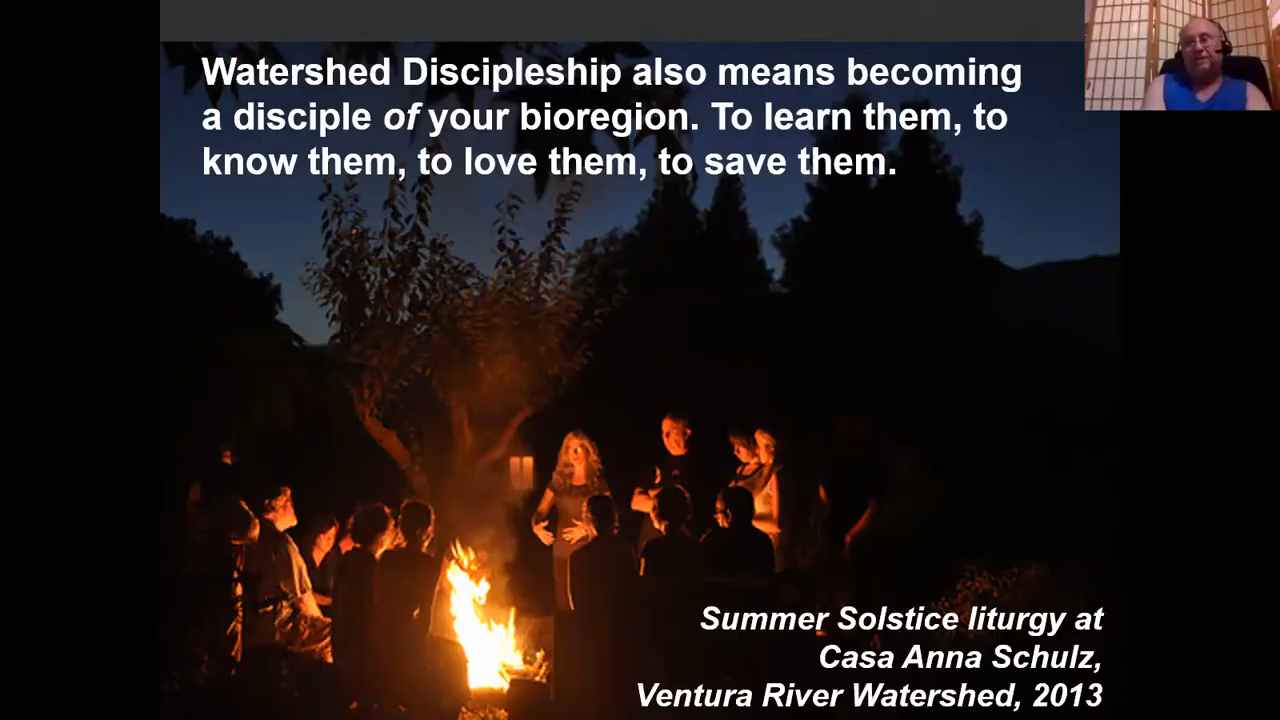 Watershed Discipleship also means becoming
a disciple of your bioregion. To learn them, to
know them, to love them, to save them.
Summer Solstice liturgy at
Casa Anna Schulz,
Ventura River Watershed, 2013